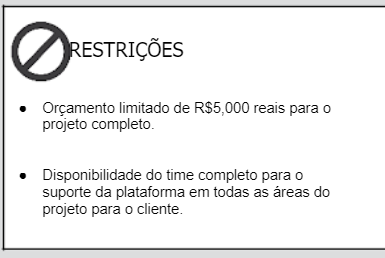 RESTRIÇÕES
● Orçamento limitado de R$5,000 reais para o
projeto completo.
● Disponibilidade do time completo para o
suporte da plataforma em todas as áreas do
projeto para o cliente.